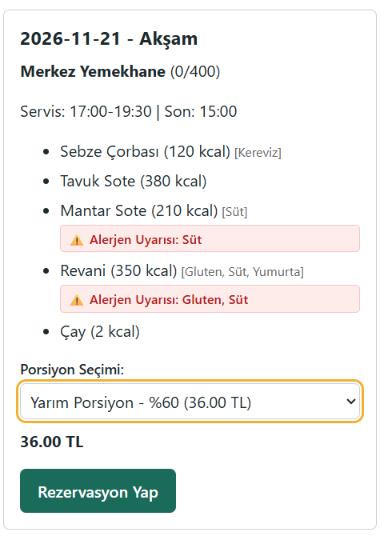 2026-11-21 - Akşam
Merkez Yemekhane (0/400)
Servis: 17:00-19:30 | Son: 15:00
• Sebze Çorbası (120 kcal) [Kereviz]
• Tavuk Sote (380 kcal)
• Mantar Sote (210 kcal) [Süt]
⚠ Alerjen Uyarısı: Süt
• Revani (350 kcal) [Gluten, Süt, Yumurta]
⚠ Alerjen Uyarısı: Gluten, Süt
• Çay (2 kcal)
Porsiyon Seçimi:
Yarım Porsiyon - %60 (36.00 TL)
36.00 TL
Rezervasyon Yap